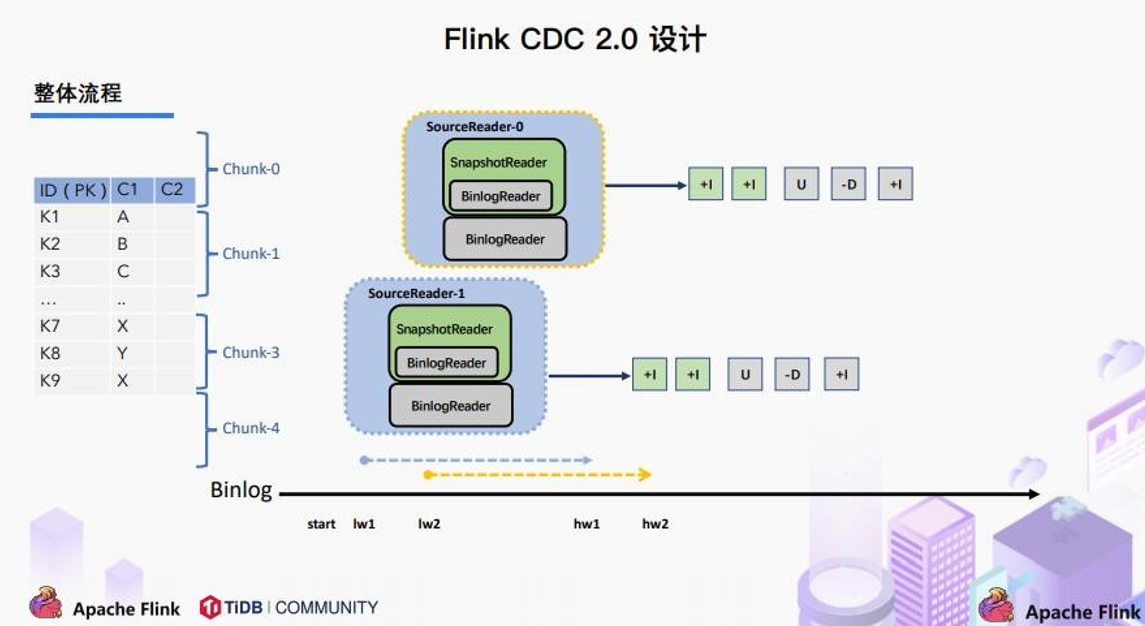 Flink CDC 2.0 设计
整体流程
ID ( PK ) C1 C2
K1 A
K2 B
K3 C
... ..
K7 X
K8 Y
K9 X
Chunk-0
Chunk-1
Chunk-3
Chunk-4
SourceReader-0
SnapshotReader
BinlogReader
BinlogReader
+I +I U -D +I
SourceReader-1
SnapshotReader
BinlogReader
BinlogReader
+I +I U -D +I
Binlog
start lw1 lw2 hw1 hw2
Apache Flink TiDB | COMMUNITY Apache Flink